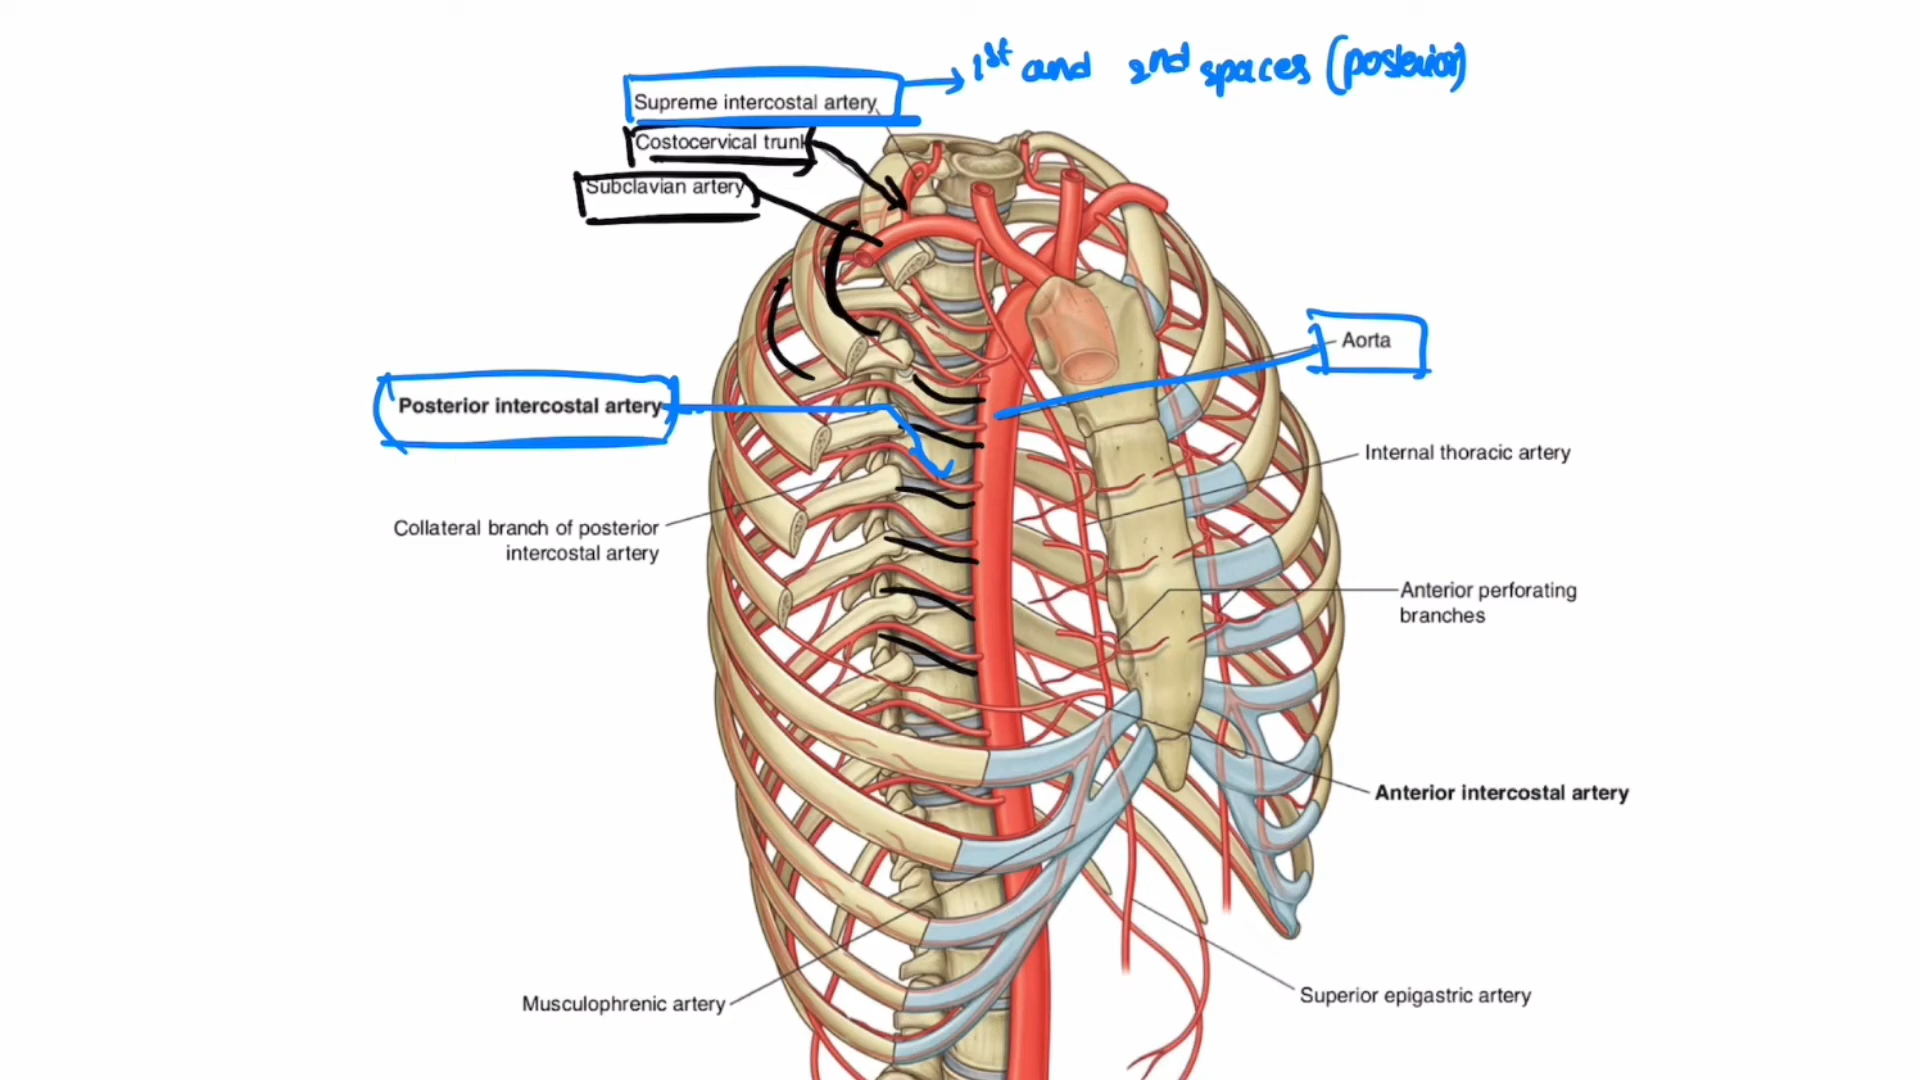 1st and 2nd spaces (posterior)
Supreme intercostal artery
Costocervical trunk
Subclavian artery
Aorta
Posterior intercostal artery
Internal thoracic artery
Collateral branch of posterior
intercostal artery
Anterior perforating
branches
Anterior intercostal artery
Musculophrenic artery
Superior epigastric artery